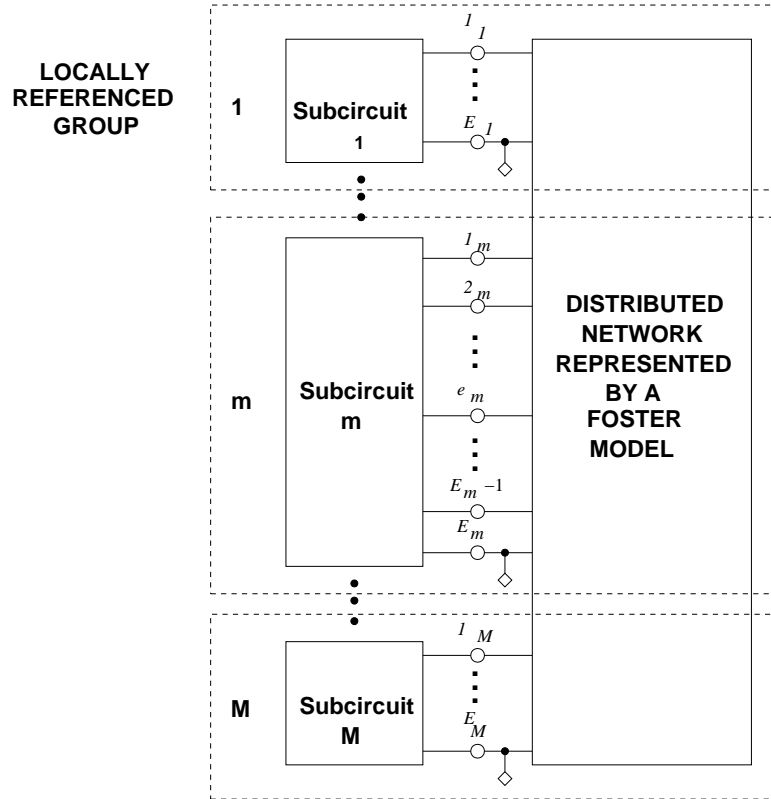 LOCALLY
REFERENCED
GROUP
1
Subcircuit
1
1 1
E 1
m
Subcircuit
m
1 m
2 m
e m
E m −1
E m
DISTRIBUTED
NETWORK
REPRESENTED
BY A
FOSTER
MODEL
M
Subcircuit
M
1 M
E M